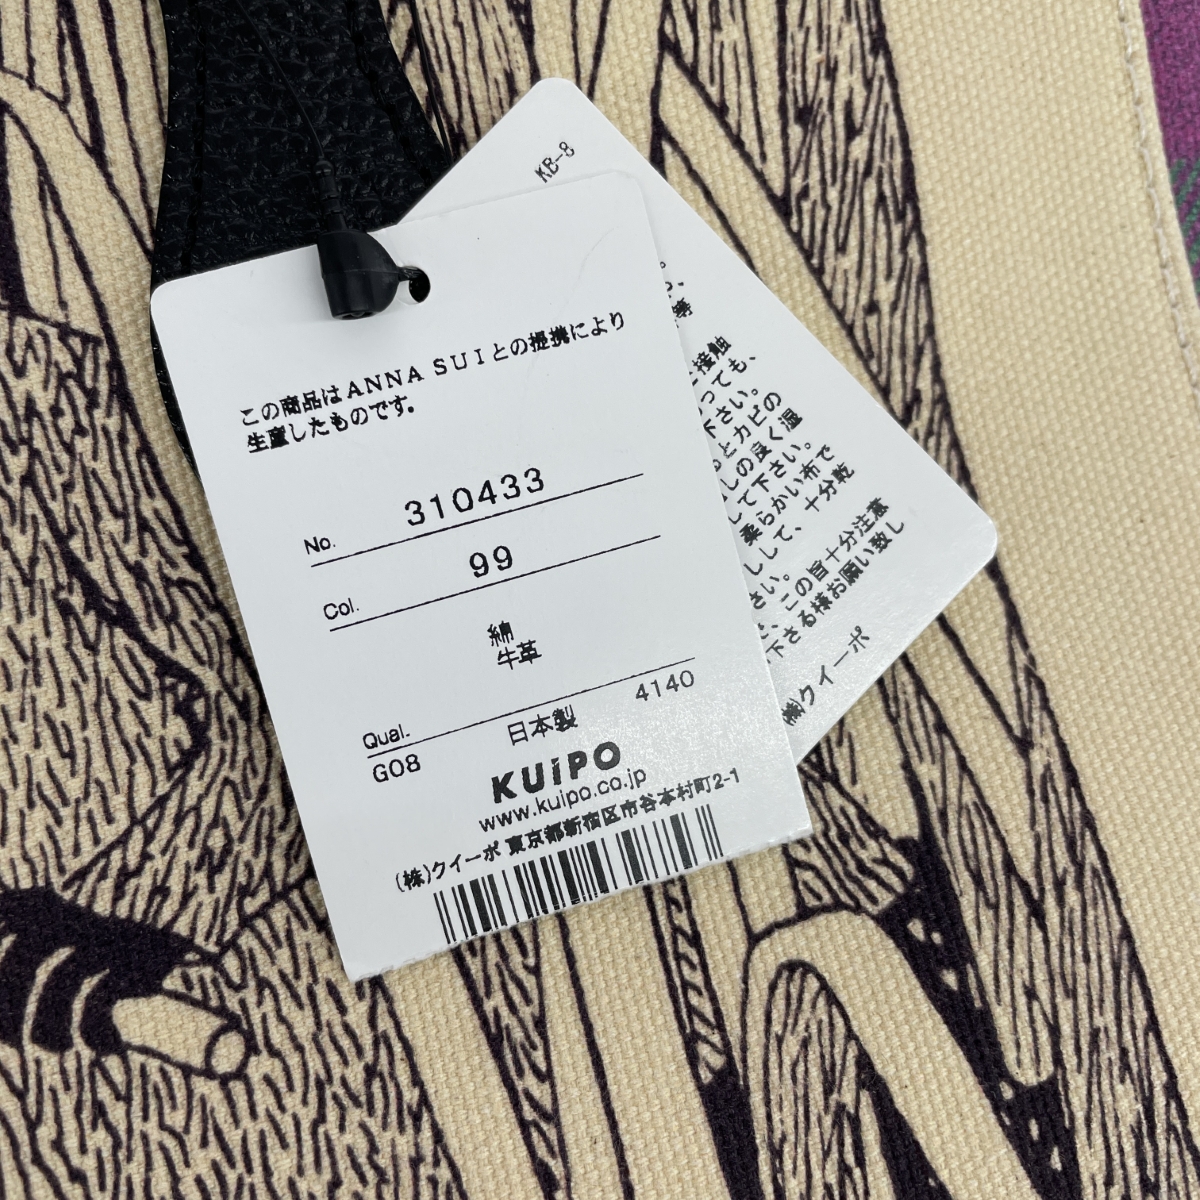 KB-8
この商品はANNA SUIとの提携により
生産したものです。
No. 310433
Col. 99
綿
牛革
Qual. 4140
G08 日本製
KUiPO
www.kuipo.co.jp
(株)クイーポ 東京都新宿区市谷本村町2-1
等
接触
っても、
下さい。
とカビの
しの良く湿
して下さい。
柔らかい布で
して、十分乾
さい。
この旨十分注意
下さる様お願い致し
㈱クイーポ